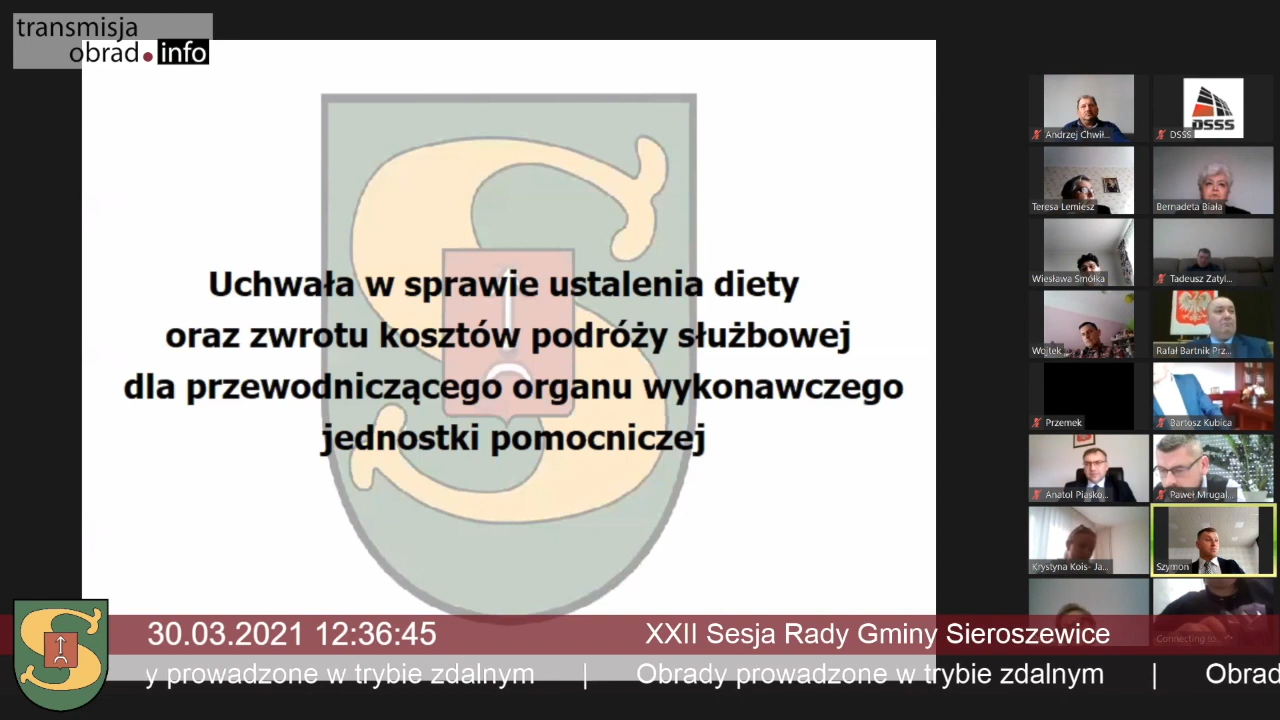 transmisja
obrad.info
Uchwała w sprawie ustalenia diety
oraz zwrotu kosztów podróży służbowej
dla przewodniczącego organu wykonawczego
jednostki pomocniczej
Andrzej Chwił...
DSSS
DSSS
Teresa Lemiesz
Bernadeta Biała
Wiesława Smółka
Tadeusz Zatyl...
Wojtek
Rafał Bartnik Prz...
Przemek
Bartosz Kubica
Anatol Piasko...
Paweł Mrugal...
Krystyna Kois- Ja...
Szymon
Connecting to...
30.03.2021 12:36:45
XXII Sesja Rady Gminy Sieroszewice
y prowadzone w trybie zdalnym | Obrady prowadzone w trybie zdalnym | Obrad